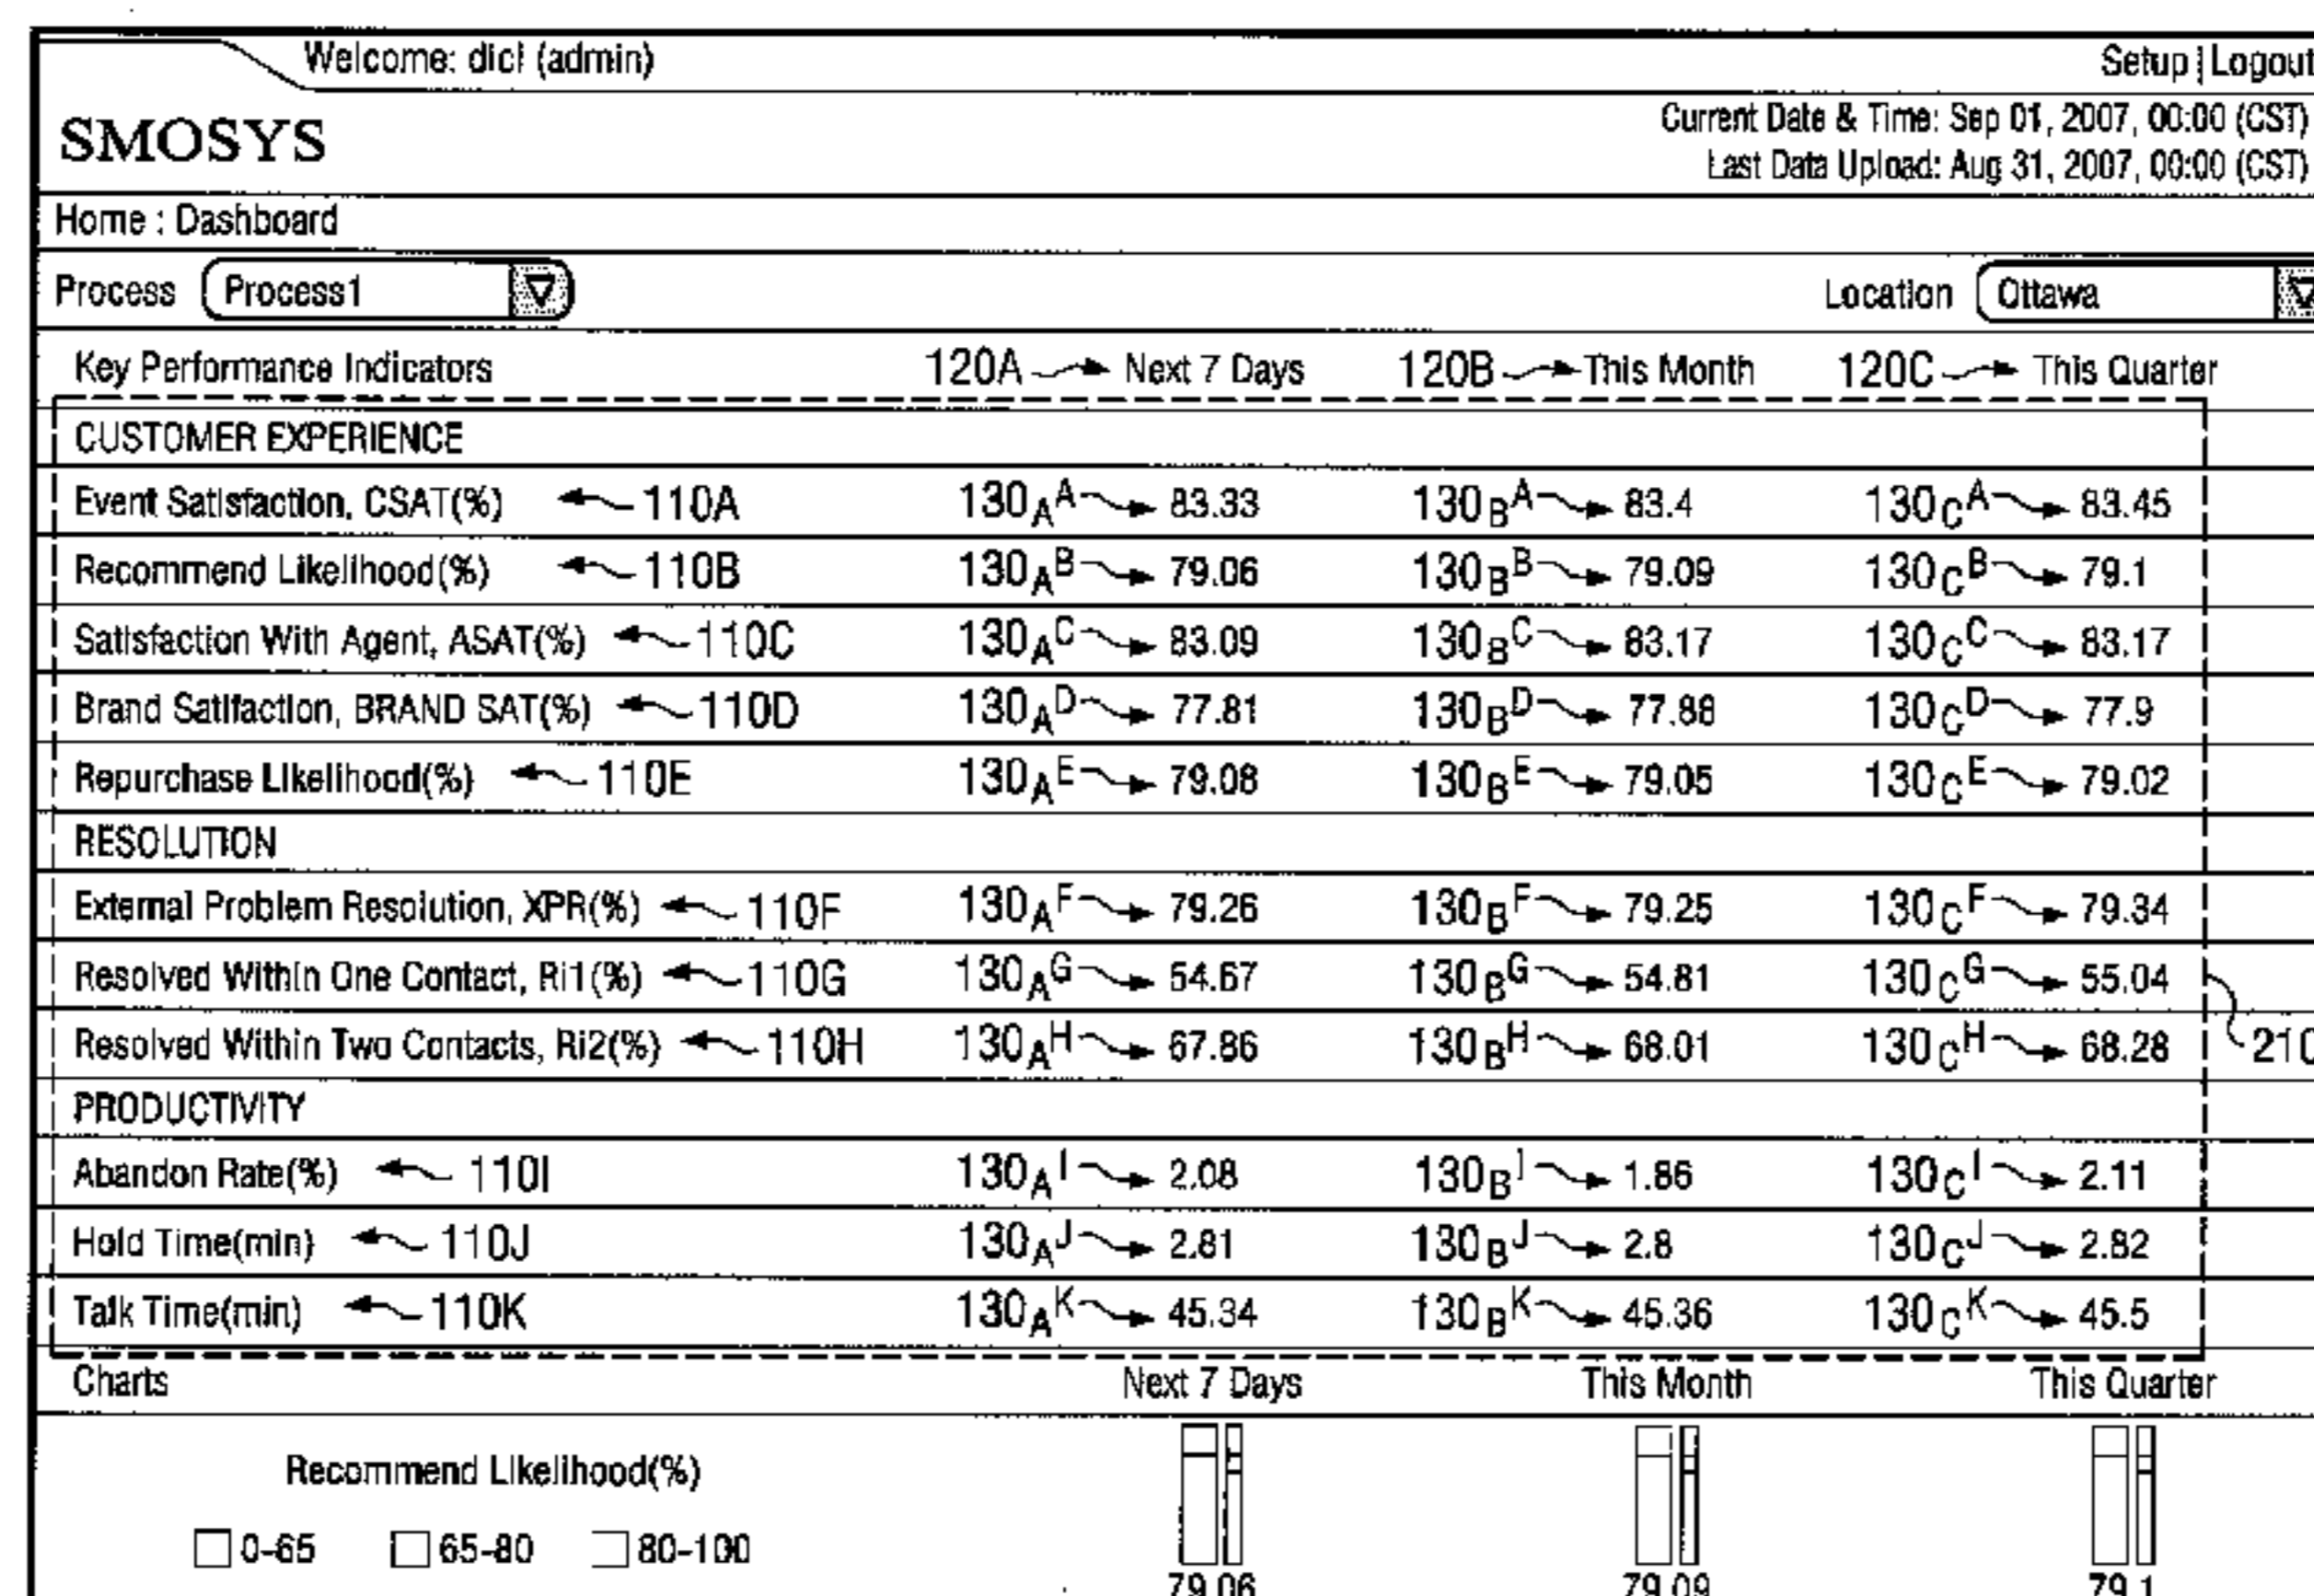 Welcome: dicl (admin) Setup | Logout
Current Date & Time: Sep 01, 2007, 00:00 (CST)
SMOSYS
Last Data Upload: Aug 31, 2007, 00:00 (CST)
Home : Dashboard
Process Process1 Location Ottawa
Key Performance Indicators 120A Next 7 Days 120B This Month 120C This Quarter
CUSTOMER EXPERIENCE
Event Satisfaction, CSAT(%) 110A 130AA 83.33 130BA 83.4 130CA 83.45
Recommend Likelihood(%) 110B 130AB 79.06 130BB 79.09 130CB 79.1
Satisfaction With Agent, ASAT(%) 110C 130AC 83.09 130BC 83.17 130CC 83.17
Brand Satifaction, BRAND SAT(%) 110D 130AD 77.81 130BD 77.88 130CD 77.9
Repurchase Likelihood(%) 110E 130AE 79.08 130BE 79.05 130CE 79.02
RESOLUTION
External Problem Resolution, XPR(%) 110F 130AF 79.26 130BF 79.25 130CF 79.34
Resolved Within One Contact, Ri1(%) 110G 130AG 54.67 130BG 54.81 130CG 55.04
Resolved Within Two Contacts, Ri2(%) 110H 130AH 67.86 130BH 68.01 130CH 68.28 210
PRODUCTIVITY
Abandon Rate(%) 110I 130AI 2.08 130BI 1.86 130CI 2.11
Hold Time(min) 110J 130AJ 2.81 130BJ 2.8 130CJ 2.82
Talk Time(min) 110K 130AK 45.34 130BK 45.36 130CK 45.5
Charts Next 7 Days This Month This Quarter
Recommend Likelihood(%)
0-65 65-80 80-100
79.06 79.09 79.1